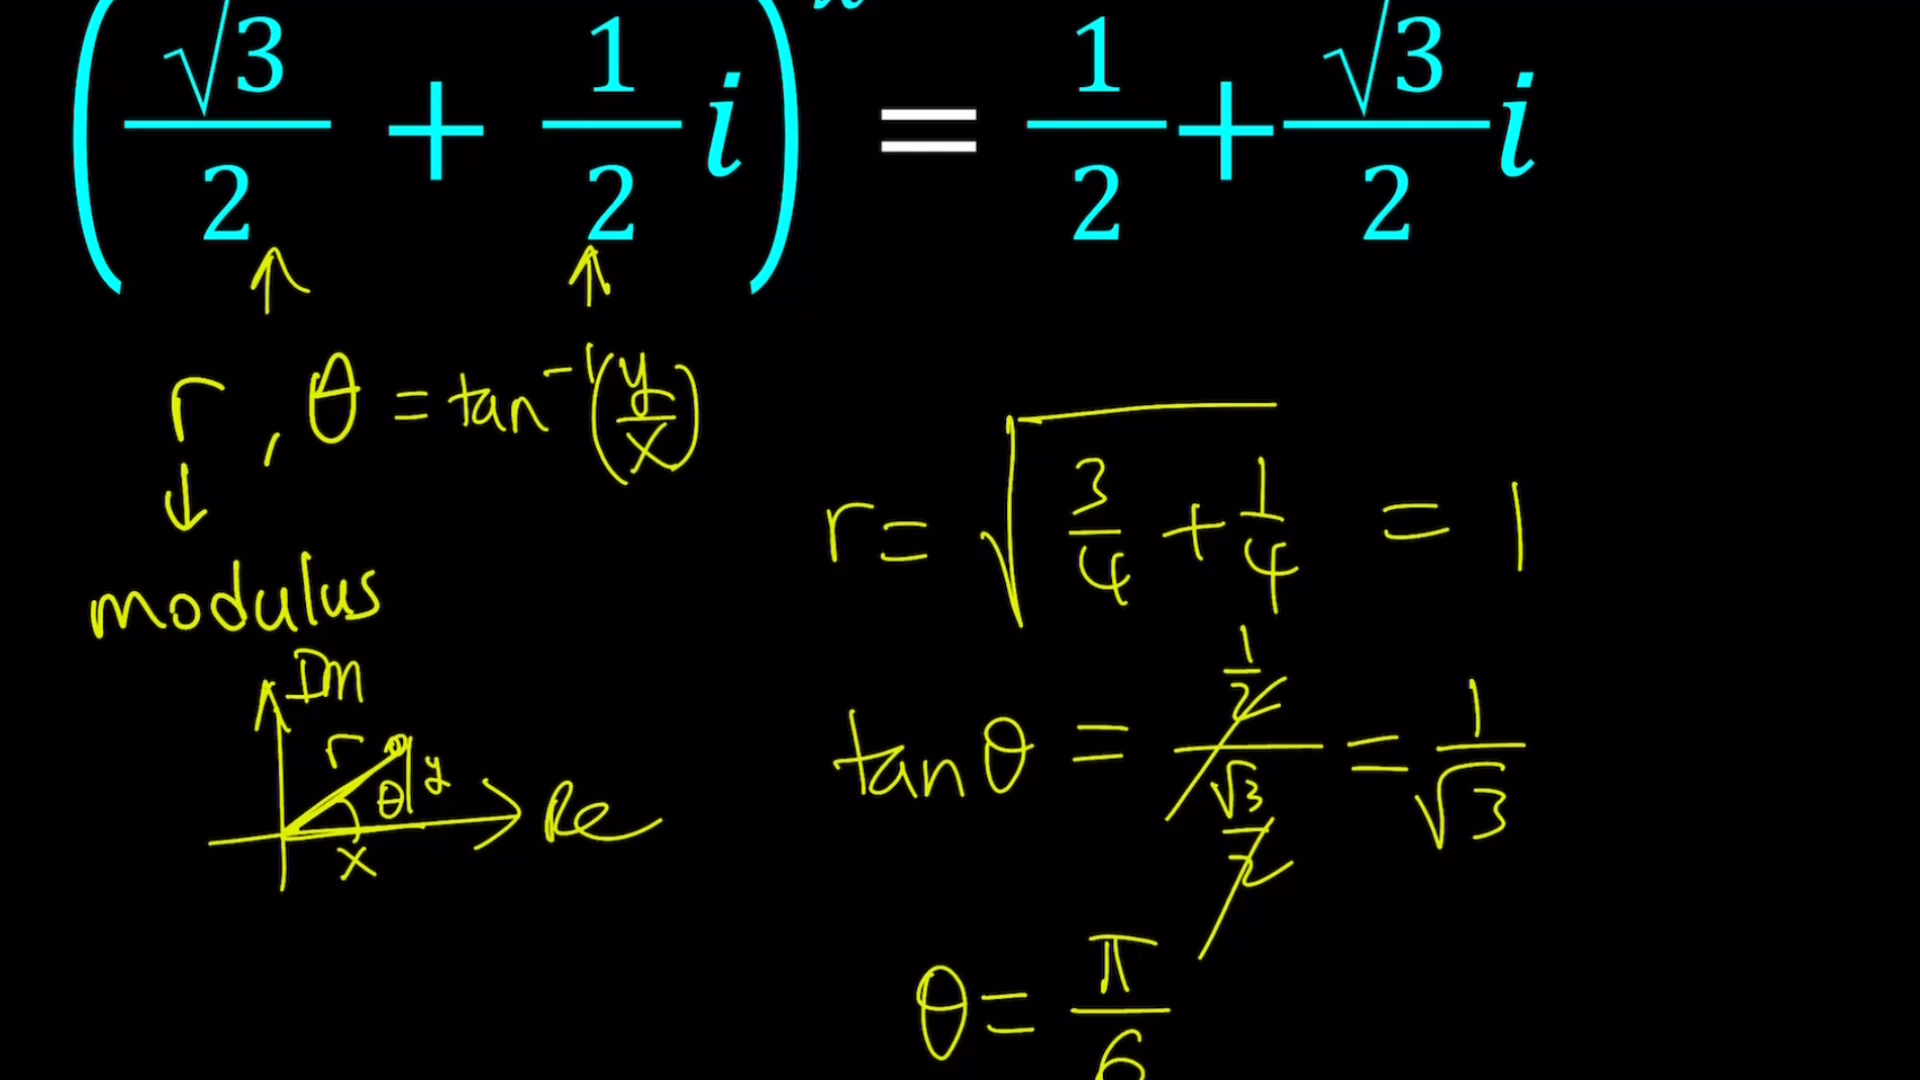 (√3/2 + 1/2 i) = 1/2 + √3/2 i
r , θ = tan⁻¹(y/x)
modulus
r = √(3/4 + 1/4) = 1
Im
r θ y
x Re
tanθ = (1/2)/(√3/2) = 1/√3
θ = π/6